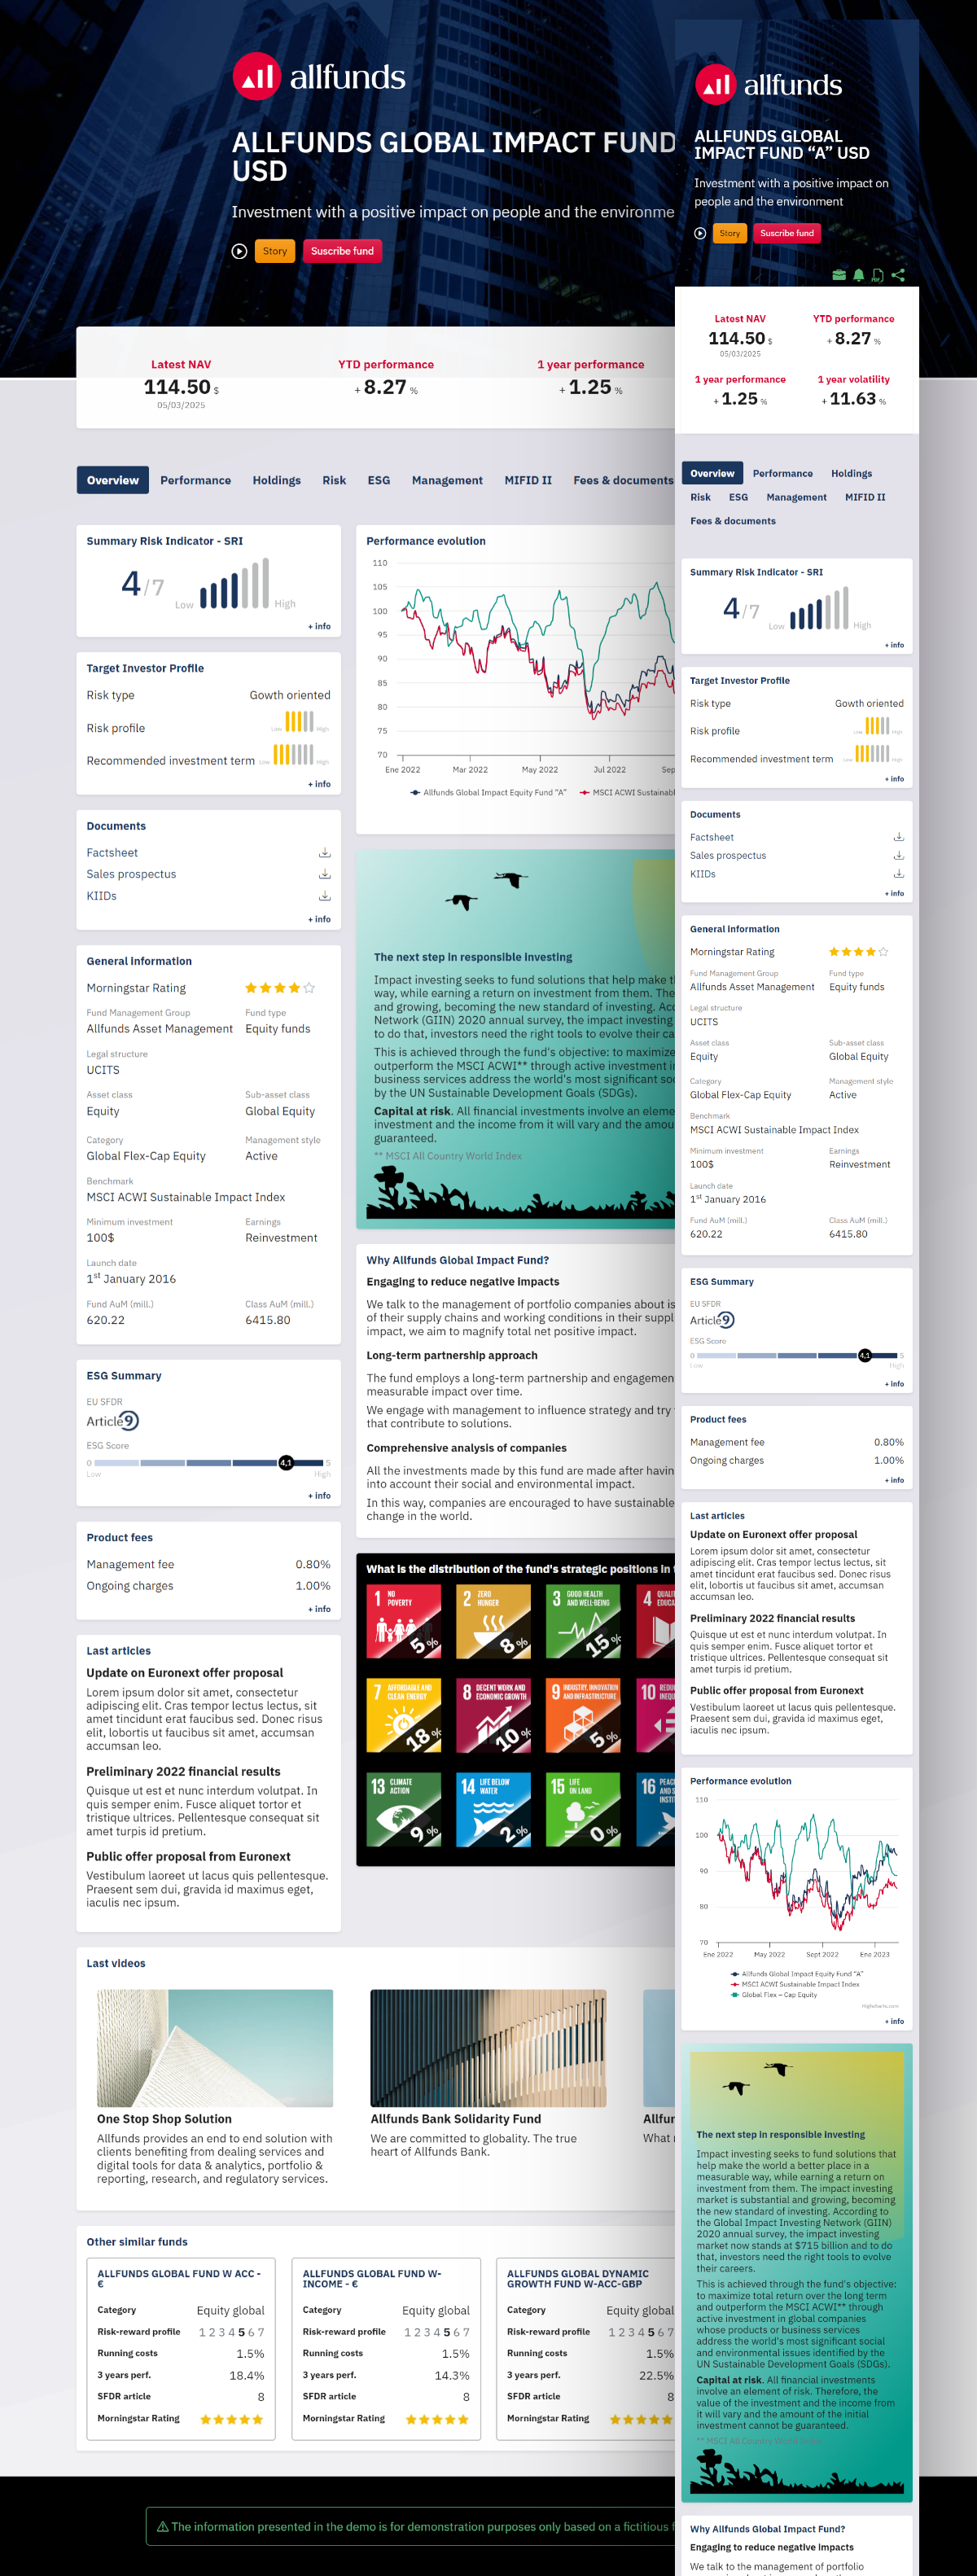 allfunds
ALLFUNDS GLOBAL IMPACT FUND
USD
Investment with a positive impact on people and the environme
Story
Suscribe fund
Latest NAV
114.50 $
05/03/2025
YTD performance
+ 8.27 %
1 year performance
+ 1.25 %
Overview Performance Holdings Risk ESG Management MIFID II Fees & documents
Summary Risk Indicator - SRI
4/7
Low High
+ info
Target Investor Profile
Risk type Gowth oriented
Risk profile Low High
Recommended investment term Low High
+ info
Documents
Factsheet
Sales prospectus
KIIDs
+ info
General information
Morningstar Rating
Fund Management Group Fund type
Allfunds Asset Management Equity funds
Legal structure
UCITS
Asset class Sub-asset class
Equity Global Equity
Category Management style
Global Flex-Cap Equity Active
Benchmark
MSCI ACWI Sustainable Impact Index
Minimum investment Earnings
100$ Reinvestment
Launch date
1st January 2016
Fund AuM (mill.) Class AuM (mill.)
620.22 6415.80
ESG Summary
EU SFDR
Article 9
ESG Score
0 4.1 5
Low High
+ info
Product fees
Management fee 0.80%
Ongoing charges 1.00%
+ info
Last articles
Update on Euronext offer proposal
Lorem ipsum dolor sit amet, consectetur
adipiscing elit. Cras tempor lectus lectus, sit
amet tincidunt erat faucibus sed. Donec risus
elit, lobortis ut faucibus sit amet, accumsan
accumsan leo.
Preliminary 2022 financial results
Quisque ut est et nunc interdum volutpat. In
quis semper enim. Fusce aliquet tortor et
tristique ultrices. Pellentesque consequat sit
amet turpis id pretium.
Public offer proposal from Euronext
Vestibulum laoreet ut lacus quis pellentesque.
Praesent sem dui, gravida id maximus eget,
iaculis nec ipsum.
Performance evolution
110
105
100
95
90
85
80
75
70
Ene 2022 Mar 2022 May 2022 Jul 2022 Sep
Allfunds Global Impact Equity Fund “A” MSCI ACWI Sustainabl
The next step in responsible investing
Impact investing seeks to fund solutions that help make t
way, while earning a return on investment from them. The
and growing, becoming the new standard of investing. Acc
Network (GIIN) 2020 annual survey, the impact investing
to do that, investors need the right tools to evolve their ca
This is achieved through the fund's objective: to maximize
outperform the MSCI ACWI** through active investment i
business services address the world's most significant soc
by the UN Sustainable Development Goals (SDGs).
Capital at risk. All financial investments involve an eleme
investment and the income from it will vary and the amou
guaranteed.
** MSCI All Country World Index
Why Allfunds Global Impact Fund?
Engaging to reduce negative impacts
We talk to the management of portfolio companies about is
of their supply chains and working conditions in their suppl
impact, we aim to magnify total net positive impact.
Long-term partnership approach
The fund employs a long-term partnership and engagemen
measurable impact over time.
We engage with management to influence strategy and try
that contribute to solutions.
Comprehensive analysis of companies
All the investments made by this fund are made after havin
into account their social and environmental impact.
In this way, companies are encouraged to have sustainable
change in the world.
What is the distribution of the fund's strategic positions in t
1 NO POVERTY 5%
2 ZERO HUNGER 8%
3 GOOD HEALTH AND WELL-BEING 15%
4 QUALIT EDUCA
7 AFFORDABLE AND CLEAN ENERGY 18%
8 DECENT WORK AND ECONOMIC GROWTH 10%
9 INDUSTRY, INNOVATION AND INFRASTRUCTURE 5%
10 REDU INEQU
13 CLIMATE ACTION 9%
14 LIFE BELOW WATER 2%
15 LIFE ON LAND 0%
16 PEAC AND S INSTI
Last videos
One Stop Shop Solution
Allfunds provides an end to end solution with
clients benefiting from dealing services and
digital tools for data & analytics, portfolio &
reporting, research, and regulatory services.
Allfunds Bank Solidarity Fund
We are committed to globality. The true
heart of Allfunds Bank.
Allfur
What
Other similar funds
ALLFUNDS GLOBAL FUND W ACC -
€
Category Equity global
Risk-reward profile 1 2 3 4 5 6 7
Running costs 1.5%
3 years perf. 18.4%
SFDR article 8
Morningstar Rating
ALLFUNDS GLOBAL FUND W-
INCOME - €
Category Equity global
Risk-reward profile 1 2 3 4 5 6 7
Running costs 1.5%
3 years perf. 14.3%
SFDR article 8
Morningstar Rating
ALLFUNDS GLOBAL DYNAMIC
GROWTH FUND W-ACC-GBP
Category Equity global
Risk-reward profile 1 2 3 4 5 6 7
Running costs 1.5%
3 years perf. 22.5%
SFDR article 8
Morningstar Rating
The information presented in the demo is for demonstration purposes only based on a fictitious f
allfunds
ALLFUNDS GLOBAL
IMPACT FUND “A” USD
Investment with a positive impact on
people and the environment
Story
Suscribe fund
Latest NAV YTD performance
114.50 $ + 8.27 %
05/03/2025
1 year performance 1 year volatility
+ 1.25 % + 11.63 %
Overview Performance Holdings
Risk ESG Management MIFID II
Fees & documents
Summary Risk Indicator - SRI
4/7
Low High
+ info
Target Investor Profile
Risk type Gowth oriented
Risk profile Low High
Recommended investment term Low High
+ info
Documents
Factsheet
Sales prospectus
KIIDs
+ info
General information
Morningstar Rating
Fund Management Group Fund type
Allfunds Asset Management Equity funds
Legal structure
UCITS
Asset class Sub-asset class
Equity Global Equity
Category Management style
Global Flex-Cap Equity Active
Benchmark
MSCI ACWI Sustainable Impact Index
Minimum investment Earnings
100$ Reinvestment
Launch date
1st January 2016
Fund AuM (mill.) Class AuM (mill.)
620.22 6415.80
ESG Summary
EU SFDR
Article 9
ESG Score
0 4.1 5
Low High
+ info
Product fees
Management fee 0.80%
Ongoing charges 1.00%
+ info
Last articles
Update on Euronext offer proposal
Lorem ipsum dolor sit amet, consectetur
adipiscing elit. Cras tempor lectus lectus, sit
amet tincidunt erat faucibus sed. Donec risus
elit, lobortis ut faucibus sit amet, accumsan
accumsan leo.
Preliminary 2022 financial results
Quisque ut est et nunc interdum volutpat. In
quis semper enim. Fusce aliquet tortor et
tristique ultrices. Pellentesque consequat sit
amet turpis id pretium.
Public offer proposal from Euronext
Vestibulum laoreet ut lacus quis pellentesque.
Praesent sem dui, gravida id maximus eget,
iaculis nec ipsum.
Performance evolution
110
100
90
80
70
Ene 2022 May 2022 Sept 2022 Ene 2023
Allfunds Global Impact Equity Fund “A”
MSCI ACWI Sustainable Impact Index
Global Flex – Cap Equity
Highcharts.com
+ info
The next step in responsible investing
Impact investing seeks to fund solutions that
help make the world a better place in a
measurable way, while earning a return on
investment from them. The impact investing
market is substantial and growing, becoming
the new standard of investing. According to
the Global Impact Investing Network (GIIN)
2020 annual survey, the impact investing
market now stands at $715 billion and to do
that, investors need the right tools to evolve
their careers.
This is achieved through the fund's objective:
to maximize total return over the long term
and outperform the MSCI ACWI** through
active investment in global companies
whose products or business services
address the world's most significant social
and environmental issues identified by the
UN Sustainable Development Goals (SDGs).
Capital at risk. All financial investments
involve an element of risk. Therefore, the
value of the investment and the income from
it will vary and the amount of the initial
investment cannot be guaranteed.
** MSCI All Country World Index
Why Allfunds Global Impact Fund?
Engaging to reduce negative impacts
We talk to the management of portfolio